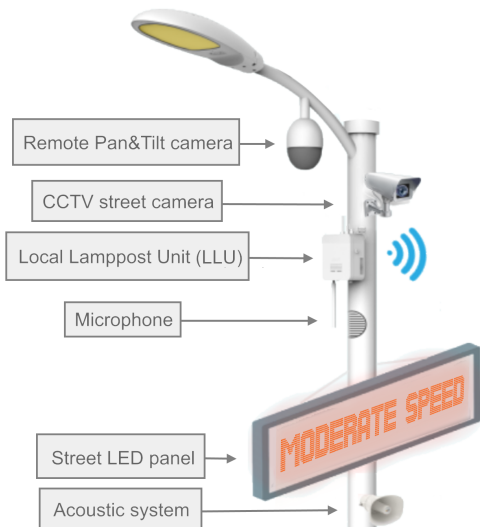 Remote Pan&Tilt camera
CCTV street camera
Local Lamppost Unit (LLU)
Microphone
MODERATE SPEED
Street LED panel
Acoustic system